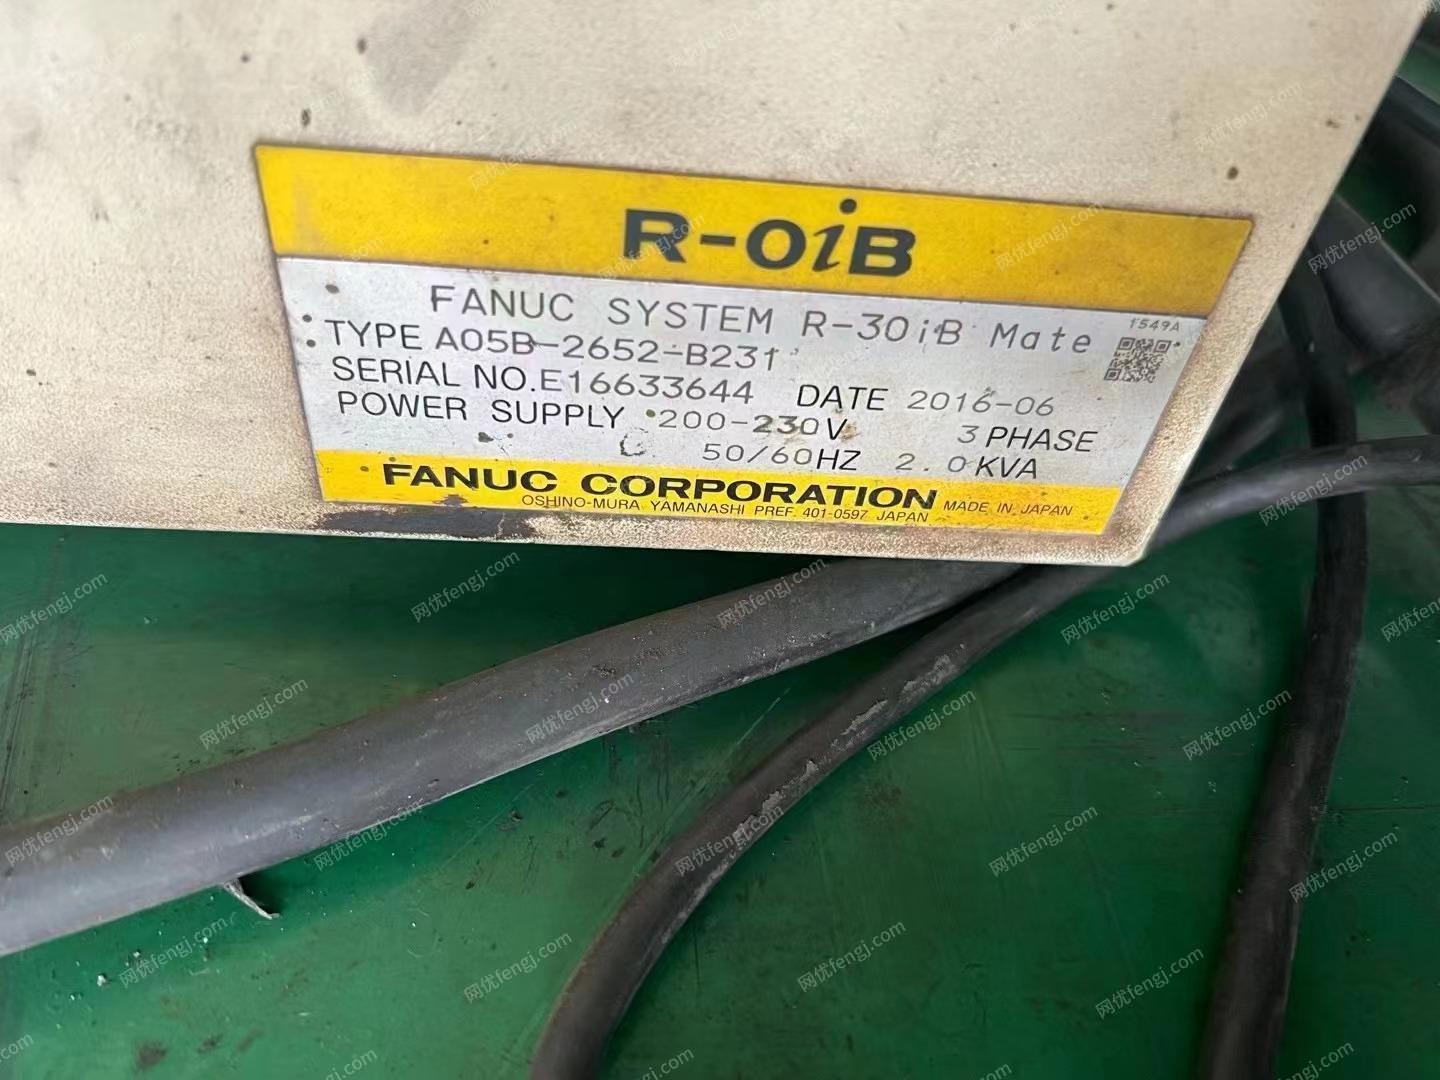 R-0iB
FANUC SYSTEM R-30iB Mate
1549A
TYPE A05B-2652-B231
SERIAL NO.E16633644 DATE 2016-06
POWER SUPPLY 200-230V 3 PHASE
50/60HZ 2.0KVA
FANUC CORPORATION MADE IN JAPAN
OSHINO-MURA YAMANASHI PREF. 401-0597 JAPAN
网优fengj.com